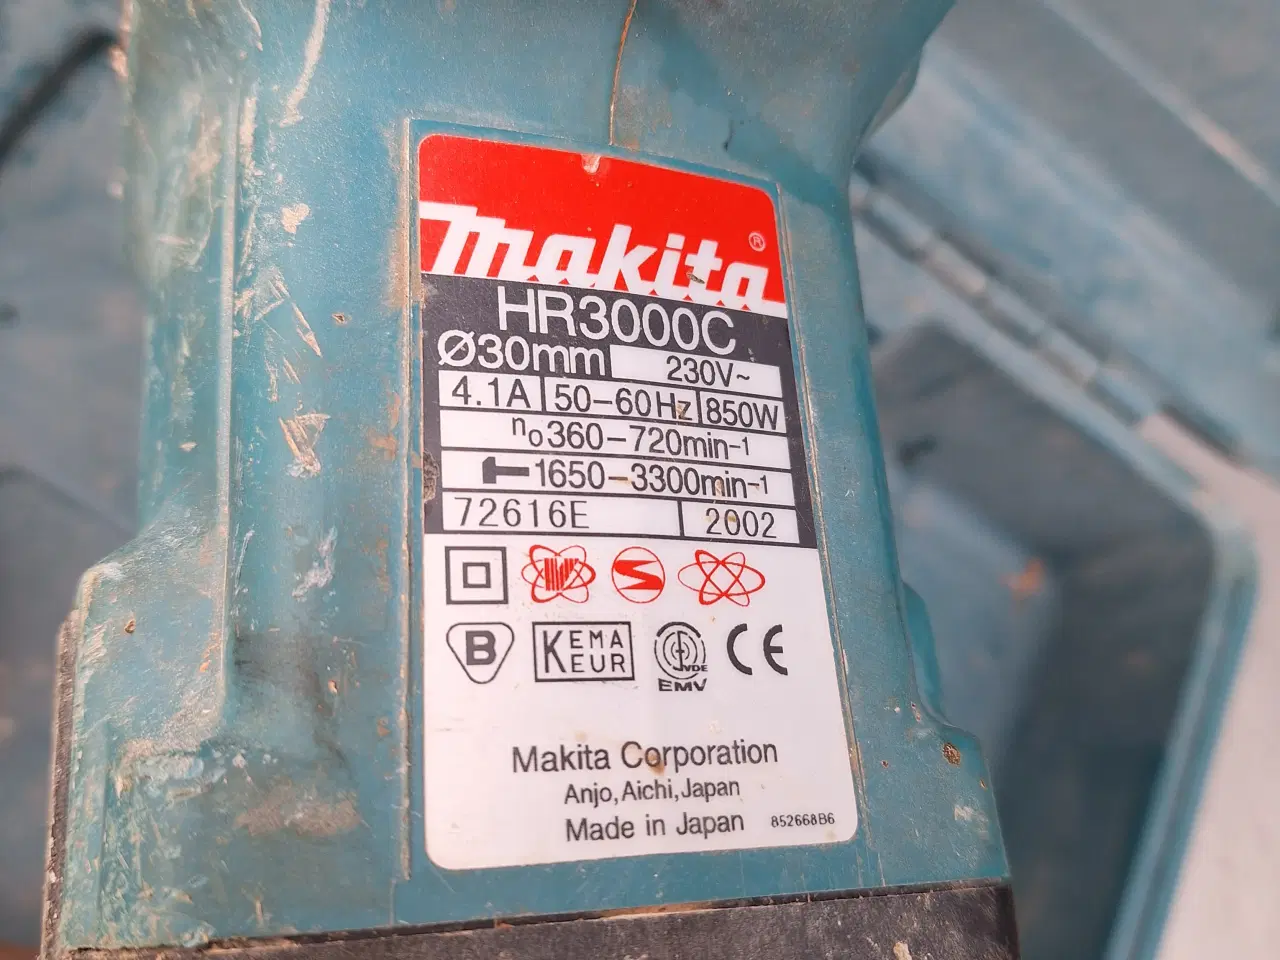 makita®
HR3000C
Ø30mm 230V~
4.1A 50-60Hz 850W
no 360-720min-1
1650-3300min-1
72616E 2002
B KEMA KEUR VDE EMV CE
Makita Corporation
Anjo, Aichi, Japan
Made in Japan 852668B6